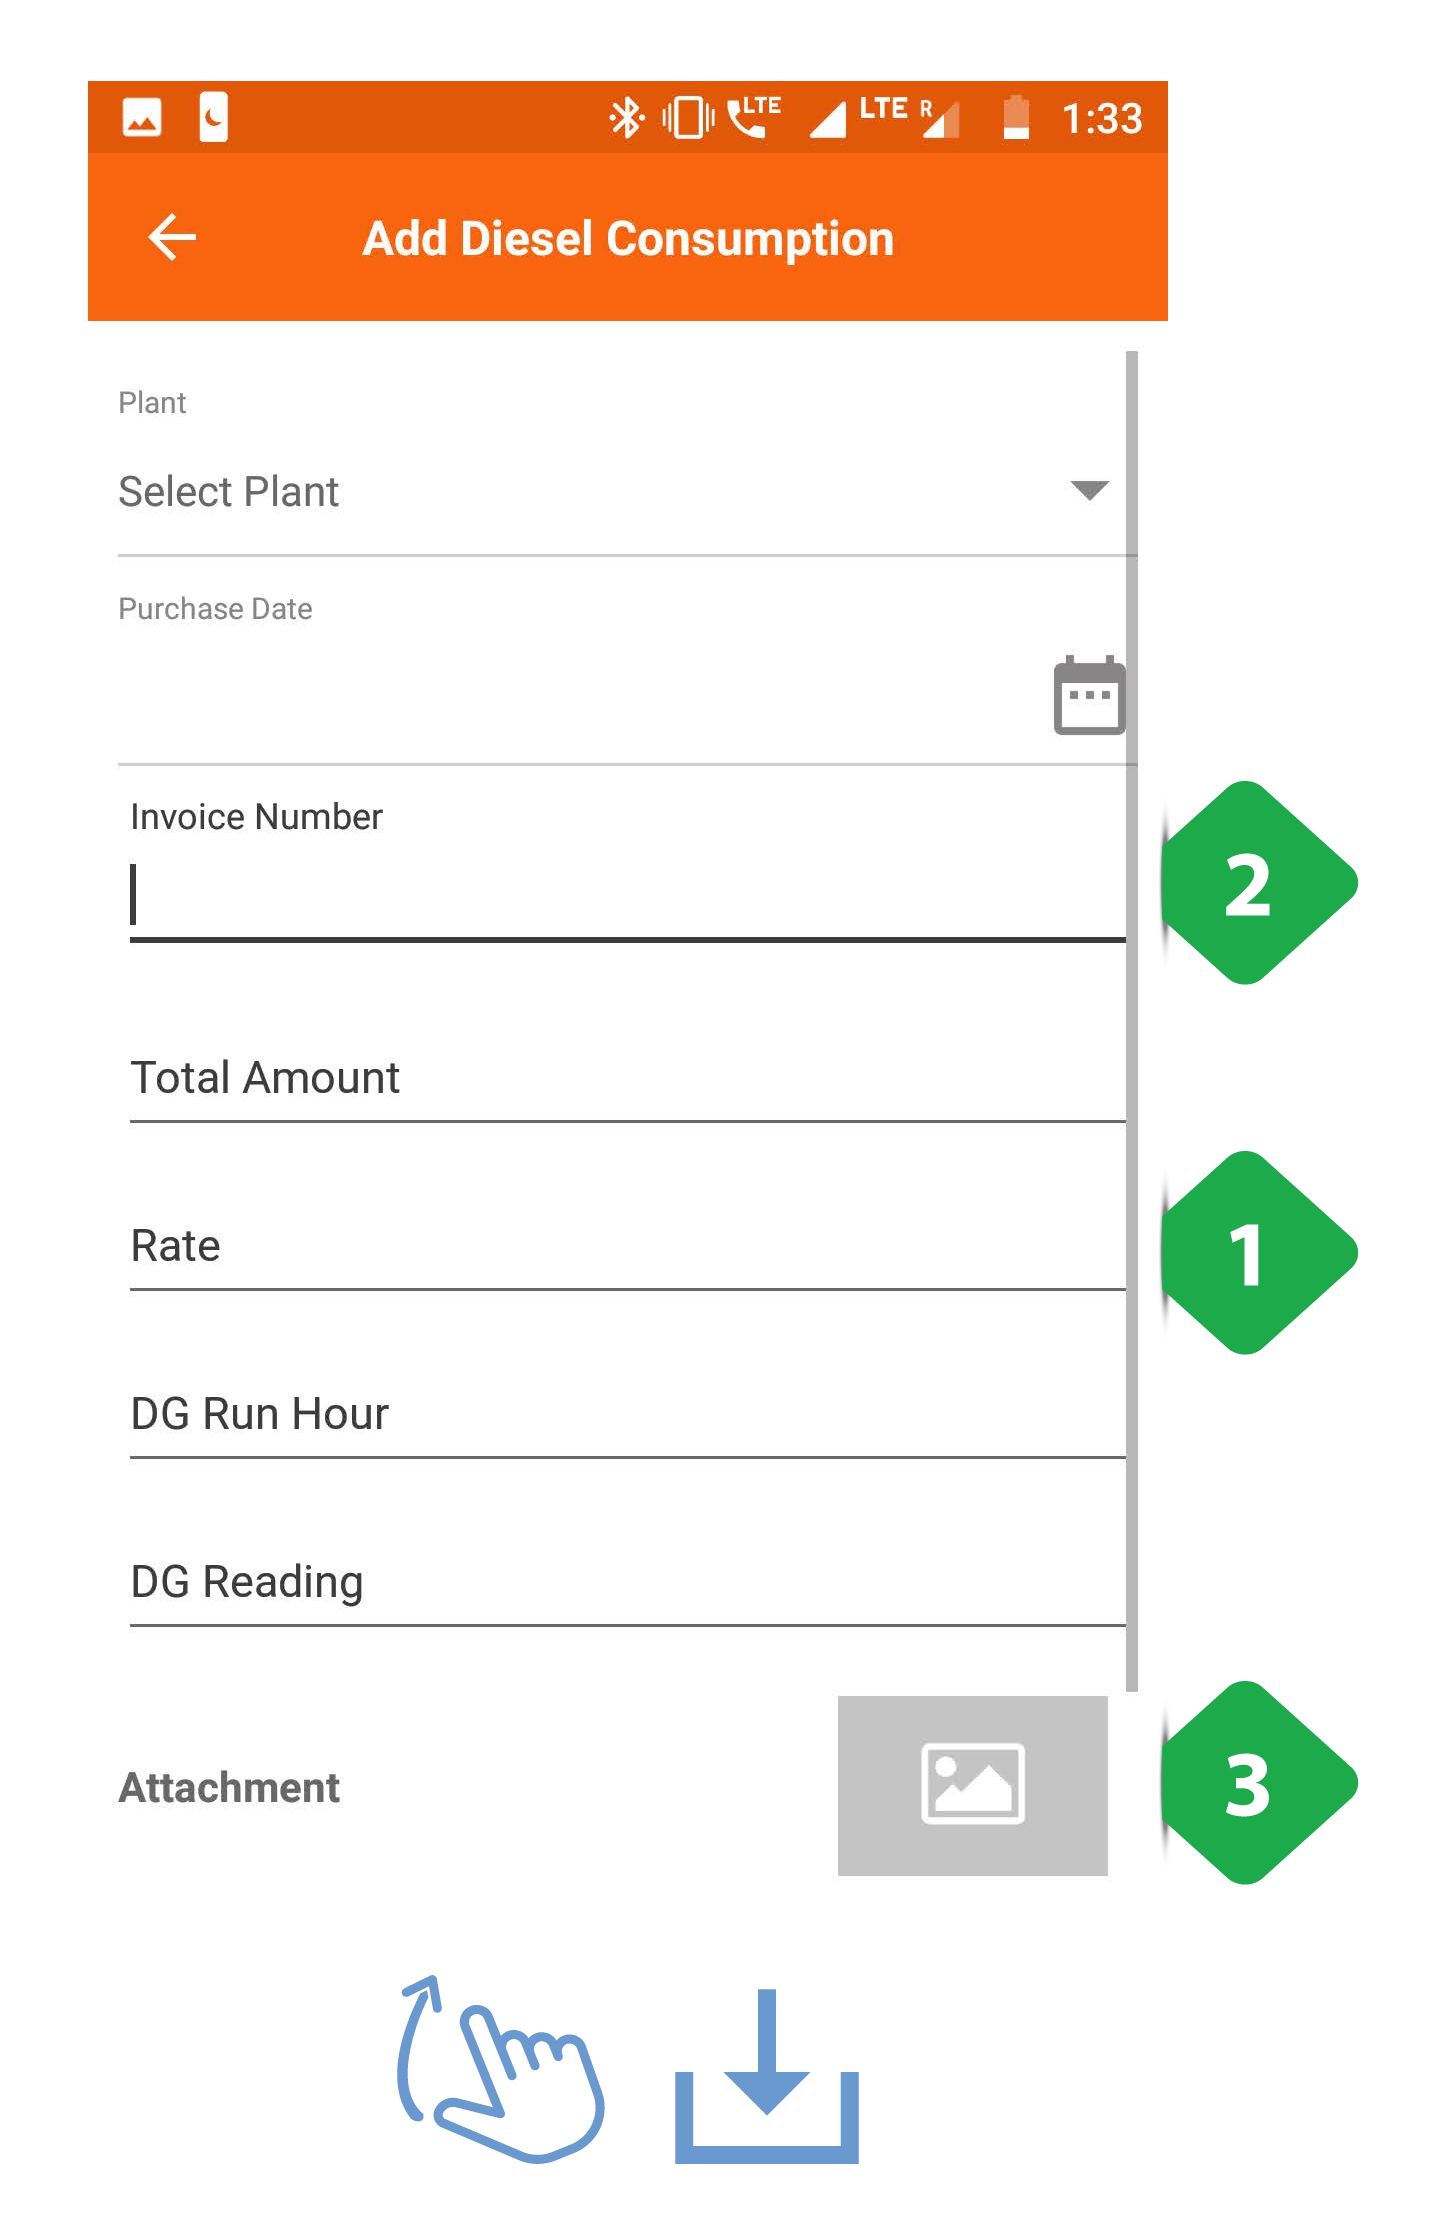 LTE LTE R 1:33
Add Diesel Consumption
Plant
Select Plant
Purchase Date
Invoice Number
2
Total Amount
Rate
1
DG Run Hour
DG Reading
Attachment
3